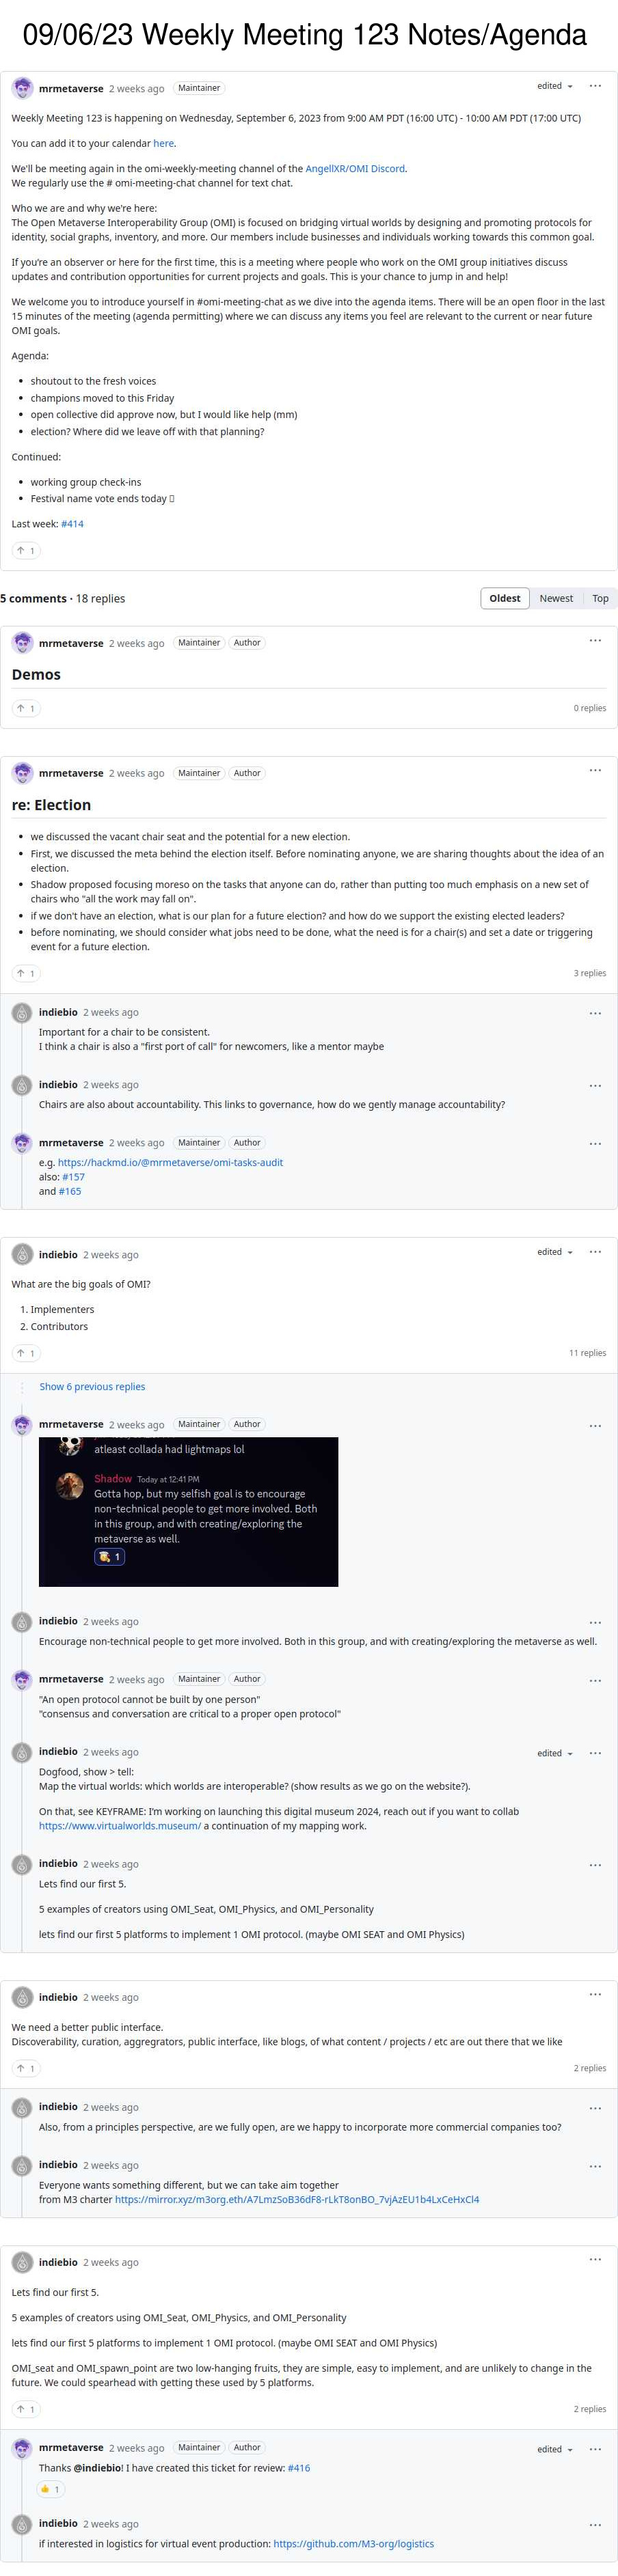 09/06/23 Weekly Meeting 123 Notes/Agenda
mrmetaverse 2 weeks ago Maintainer edited
Weekly Meeting 123 is happening on Wednesday, September 6, 2023 from 9:00 AM PDT (16:00 UTC) - 10:00 AM PDT (17:00 UTC)
You can add it to your calendar here.
We'll be meeting again in the omi-weekly-meeting channel of the AngellXR/OMI Discord.
We regularly use the # omi-meeting-chat channel for text chat.
Who we are and why we're here:
The Open Metaverse Interoperability Group (OMI) is focused on bridging virtual worlds by designing and promoting protocols for
identity, social graphs, inventory, and more. Our members include businesses and individuals working towards this common goal.
If you're an observer or here for the first time, this is a meeting where people who work on the OMI group initiatives discuss
updates and contribution opportunities for current projects and goals. This is your chance to jump in and help!
We welcome you to introduce yourself in #omi-meeting-chat as we dive into the agenda items. There will be an open floor in the last
15 minutes of the meeting (agenda permitting) where we can discuss any items you feel are relevant to the current or near future
OMI goals.
Agenda:
• shoutout to the fresh voices
• champions moved to this Friday
• open collective did approve now, but I would like help (mm)
• election? Where did we leave off with that planning?
Continued:
• working group check-ins
• Festival name vote ends today
Last week: #414
↑ 1
5 comments · 18 replies Oldest Newest Top
mrmetaverse 2 weeks ago Maintainer Author
Demos
↑ 1 0 replies
mrmetaverse 2 weeks ago Maintainer Author
re: Election
• we discussed the vacant chair seat and the potential for a new election.
• First, we discussed the meta behind the election itself. Before nominating anyone, we are sharing thoughts about the idea of an
election.
• Shadow proposed focusing moreso on the tasks that anyone can do, rather than putting too much emphasis on a new set of
chairs who "all the work may fall on".
• if we don't have an election, what is our plan for a future election? and how do we support the existing elected leaders?
• before nominating, we should consider what jobs need to be done, what the need is for a chair(s) and set a date or triggering
event for a future election.
↑ 1 3 replies
indiebio 2 weeks ago
Important for a chair to be consistent.
I think a chair is also a "first port of call" for newcomers, like a mentor maybe
indiebio 2 weeks ago
Chairs are also about accountability. This links to governance, how do we gently manage accountability?
mrmetaverse 2 weeks ago Maintainer Author
e.g. https://hackmd.io/@mrmetaverse/omi-tasks-audit
also: #157
and #165
indiebio 2 weeks ago edited
What are the big goals of OMI?
1. Implementers
2. Contributors
↑ 1 11 replies
Show 6 previous replies
mrmetaverse 2 weeks ago Maintainer Author
atleast collada had lightmaps lol
Shadow Today at 12:41 PM
Gotta hop, but my selfish goal is to encourage
non-technical people to get more involved. Both
in this group, and with creating/exploring the
metaverse as well.
1
indiebio 2 weeks ago
Encourage non-technical people to get more involved. Both in this group, and with creating/exploring the metaverse as well.
mrmetaverse 2 weeks ago Maintainer Author
"An open protocol cannot be built by one person"
"consensus and conversation are critical to a proper open protocol"
indiebio 2 weeks ago edited
Dogfood, show > tell:
Map the virtual worlds: which worlds are interoperable? (show results as we go on the website?).
On that, see KEYFRAME: I'm working on launching this digital museum 2024, reach out if you want to collab
https://www.virtualworlds.museum/ a continuation of my mapping work.
indiebio 2 weeks ago
Lets find our first 5.
5 examples of creators using OMI_Seat, OMI_Physics, and OMI_Personality
lets find our first 5 platforms to implement 1 OMI protocol. (maybe OMI SEAT and OMI Physics)
indiebio 2 weeks ago
We need a better public interface.
Discoverability, curation, aggregrators, public interface, like blogs, of what content / projects / etc are out there that we like
↑ 1 2 replies
indiebio 2 weeks ago
Also, from a principles perspective, are we fully open, are we happy to incorporate more commercial companies too?
indiebio 2 weeks ago
Everyone wants something different, but we can take aim together
from M3 charter https://mirror.xyz/m3org.eth/A7LmzSoB36dF8-rLkT8onBO_7vjAzEU1b4LxCeHxCl4
indiebio 2 weeks ago
Lets find our first 5.
5 examples of creators using OMI_Seat, OMI_Physics, and OMI_Personality
lets find our first 5 platforms to implement 1 OMI protocol. (maybe OMI SEAT and OMI Physics)
OMI_seat and OMI_spawn_point are two low-hanging fruits, they are simple, easy to implement, and are unlikely to change in the
future. We could spearhead with getting these used by 5 platforms.
↑ 1 2 replies
mrmetaverse 2 weeks ago Maintainer Author edited
Thanks @indiebio! I have created this ticket for review: #416
👍 1
indiebio 2 weeks ago
if interested in logistics for virtual event production: https://github.com/M3-org/logistics